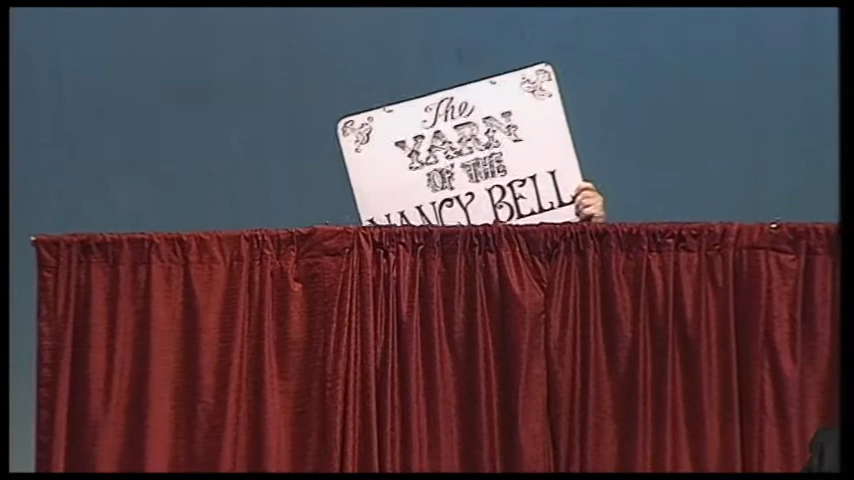 The
YARN
OF THE
NANCY BELL